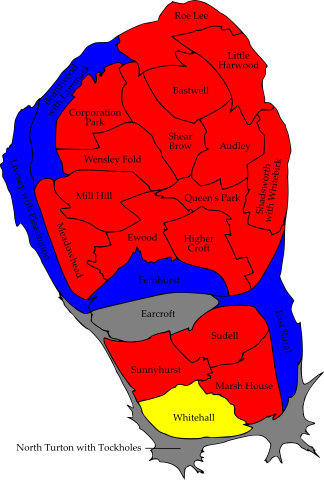 Roe Lee
Little
Harwood
Beardwood
with Lammack
Bastwell
Corporation
Park
Shear
Brow
Audley
Wensley Fold
Livesey with Pleasington
Mill Hill
Queen's Park
Shadsworth
with Whitebirk
Meadowhead
Ewood
Higher
Croft
Fernhurst
Earcroft
East Rural
Sudell
Sunnyhurst
Marsh House
Whitehall
North Turton with Tockholes